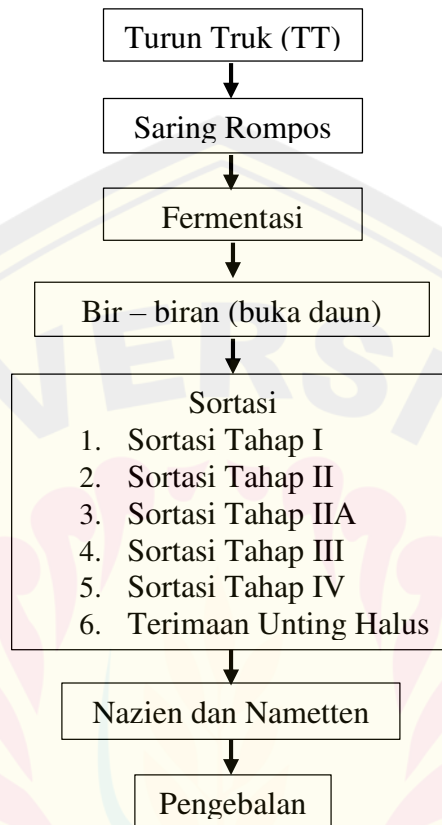 Turun Truk (TT)
Saring Rompos
Fermentasi
Bir – biran (buka daun)
Sortasi
1. Sortasi Tahap I
2. Sortasi Tahap II
3. Sortasi Tahap IIA
4. Sortasi Tahap III
5. Sortasi Tahap IV
6. Terimaan Unting Halus
Nazien dan Nametten
Pengebalan